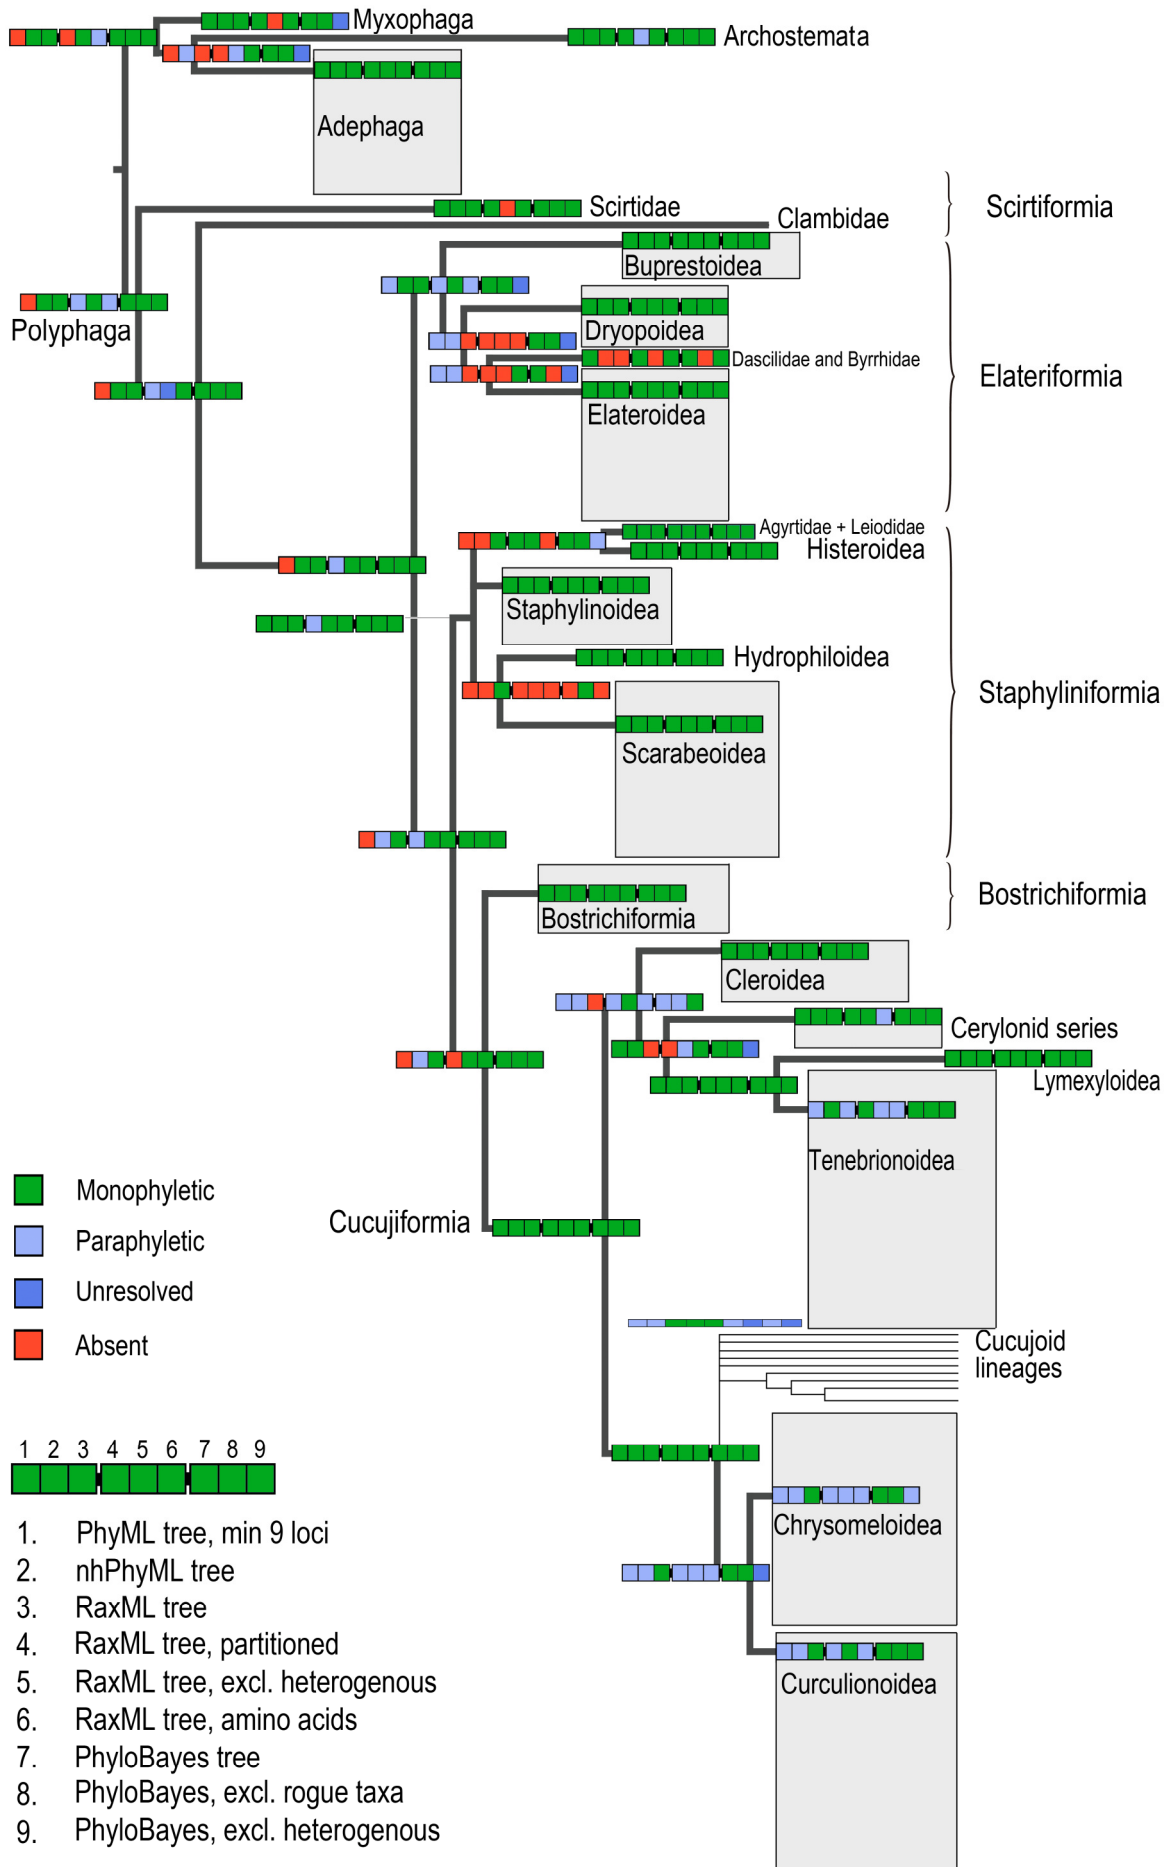 Myxophaga
Archostemata
Adephaga
Scirtidae
Scirtiformia
Clambidae
Buprestoidea
Polyphaga
Dryopoidea
Dascilidae and Byrrhidae
Elateriformia
Elateroidea
Agyrtidae + Leiodidae
Histeroidea
Staphylinoidea
Hydrophiloidea
Staphyliniformia
Scarabeoidea
Bostrichiformia
Bostrichiformia
Cleroidea
Cerylonid series
Lymexyloidea
Tenebrionoidea
Monophyletic
Cucujiformia
Paraphyletic
Unresolved
Absent
Cucujoid
lineages
1 2 3 4 5 6 7 8 9
Chrysomeloidea
Curculionoidea
1. PhyML tree, min 9 loci
2. nhPhyML tree
3. RaxML tree
4. RaxML tree, partitioned
5. RaxML tree, excl. heterogenous
6. RaxML tree, amino acids
7. PhyloBayes tree
8. PhyloBayes, excl. rogue taxa
9. PhyloBayes, excl. heterogenous